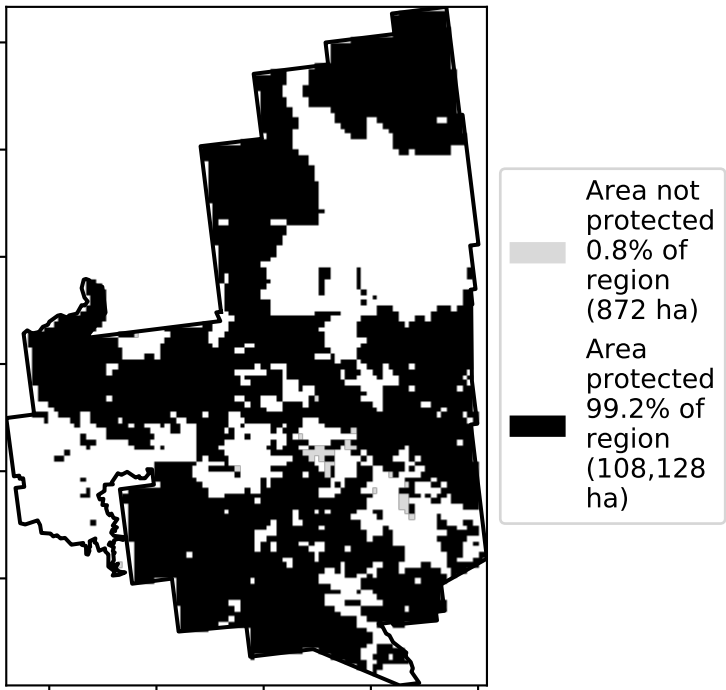 Area not
protected
0.8% of
region
(872 ha)
Area
protected
99.2% of
region
(108,128
ha)